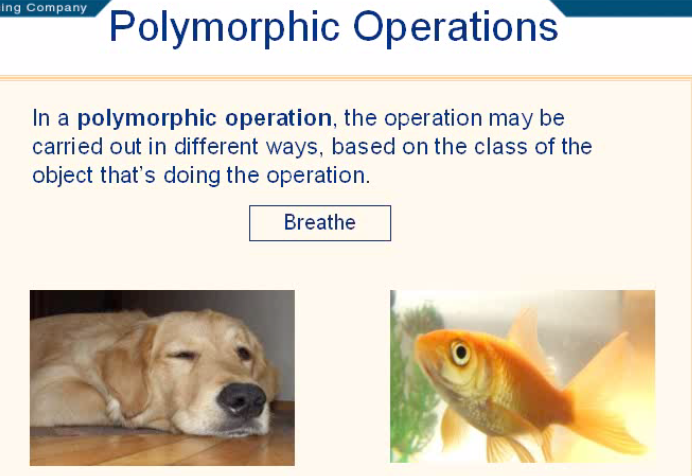 ing Company
Polymorphic Operations
In a polymorphic operation, the operation may be
carried out in different ways, based on the class of the
object that's doing the operation.
Breathe